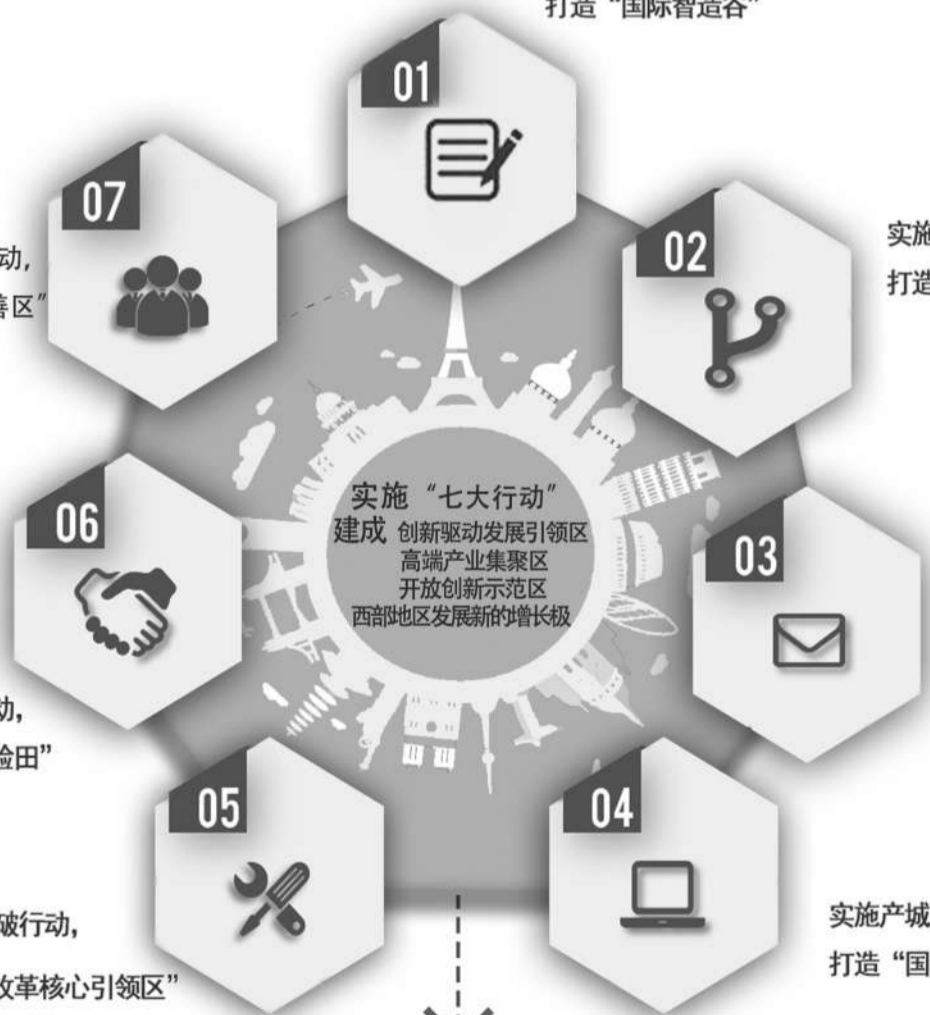 打造“国际智造谷”
01
07
02
动，
善区”
实施
打造
实施“七大行动”
建成 创新驱动发展引领区
高端产业集聚区
开放创新示范区
西部地区发展新的增长极
06
03
动，
验田”
05
04
破行动，
改革核心引领区”
实施产城
打造“国